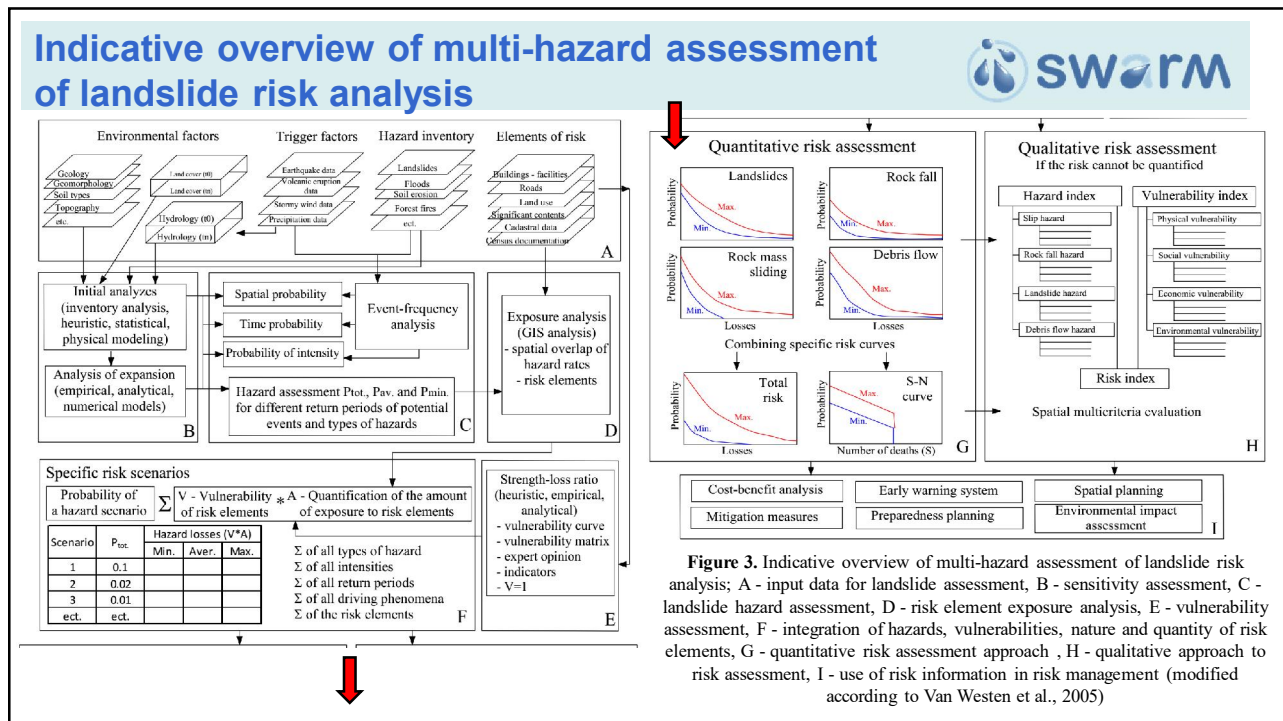 Indicative overview of multi-hazard assessment
of landslide risk analysis
swarm
Environmental factors
Geology
Geomorphology
Soil types
Topography
etc.
Land cover (t0)
Land cover (tn)
Hydrology (t0)
Hydrology (tn)
Trigger factors
Earthquake data
Volcanic eruption
data
Stormy wind data
Precipitation data
Hazard inventory
Landslides
Floods
Soil erosion
Forest fires
ect.
Elements of risk
Buildings - facilities
Roads
Land use
Significant contents
Cadastral data
Census documentation
A
Initial analyzes
(inventory analysis,
heuristic, statistical,
physical modeling)
Analysis of expansion
(empirical, analytical,
numerical models)
B
Spatial probability
Time probability
Probability of intensity
Event-frequency
analysis
Hazard assessment Ptot., Pav. and Pmin.
for different return periods of potential
events and types of hazards
C
Exposure analysis
(GIS analysis)
- spatial overlap of
hazard rates
- risk elements
D
Specific risk scenarios
Probability of
a hazard scenario
Σ
V - Vulnerability
of risk elements
*
A - Quantification of the amount
of exposure to risk elements
Scenario Ptot. Hazard losses (V*A)
Min. Aver. Max.
1 0.1
2 0.02
3 0.01
ect. ect.
Σ of all types of hazard
Σ of all intensities
Σ of all return periods
Σ of all driving phenomena
Σ of the risk elements
F
Strength-loss ratio
(heuristic, empirical,
analytical)
- vulnerability curve
- vulnerability matrix
- expert opinion
- indicators
- V=1
E
Quantitative risk assessment
Landslides
Probability
Max.
Min.
Rock fall
Probability
Max.
Min.
Rock mass
sliding
Probability
Max.
Min.
Losses
Debris flow
Probability
Max.
Min.
Losses
Combining specific risk curves
Total
risk
Probability
Max.
Min.
Losses
S-N
curve
Probability
Max.
Min.
Number of deaths (S)
G
Qualitative risk assessment
If the risk cannot be quantified
Hazard index
Slip hazard
Rock fall hazard
Landslide hazard
Debris flow hazard
Vulnerability index
Physical vulnerability
Social vulnerability
Economic vulnerability
Environmental vulnerability
Risk index
Spatial multicriteria evaluation
H
Cost-benefit analysis
Early warning system
Spatial planning
Mitigation measures
Preparedness planning
Environmental impact
assessment
I
Figure 3. Indicative overview of multi-hazard assessment of landslide risk
analysis; A - input data for landslide assessment, B - sensitivity assessment, C -
landslide hazard assessment, D - risk element exposure analysis, E - vulnerability
assessment, F - integration of hazards, vulnerabilities, nature and quantity of risk
elements, G - quantitative risk assessment approach , H - qualitative approach to
risk assessment, I - use of risk information in risk management (modified
according to Van Westen et al., 2005)